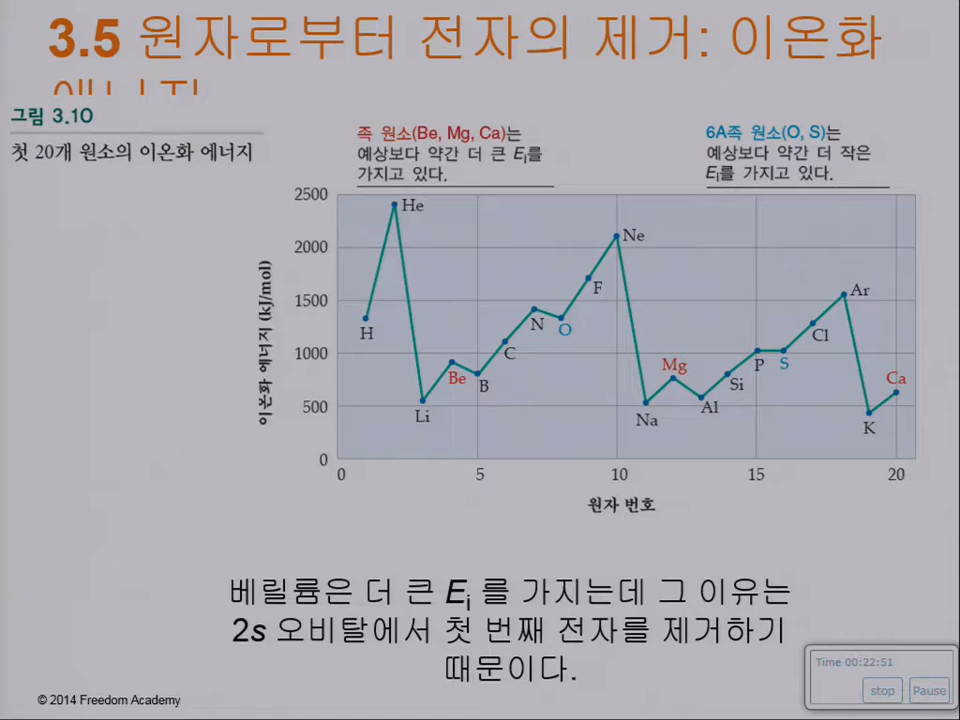 3.5 원자로부터 전자의 제거: 이온화
그림 3.10
첫 20개 원소의 이온화 에너지
족 원소(Be, Mg, Ca)는
예상보다 약간 더 큰 Ei를
가지고 있다.
6A족 원소(O, S)는
예상보다 약간 더 작은
Ei를 가지고 있다.
이온화 에너지 (kJ/mol)
2500
2000
1500
1000
500
0
H
He
Li
Be
B
C
N
O
F
Ne
Na
Mg
Al
Si
P
S
Cl
Ar
K
Ca
0 5 10 15 20
원자 번호
베릴륨은 더 큰 Ei 를 가지는데 그 이유는
2s 오비탈에서 첫 번째 전자를 제거하기
때문이다.
Time 00:22:51
stop Pause
© 2014 Freedom Academy